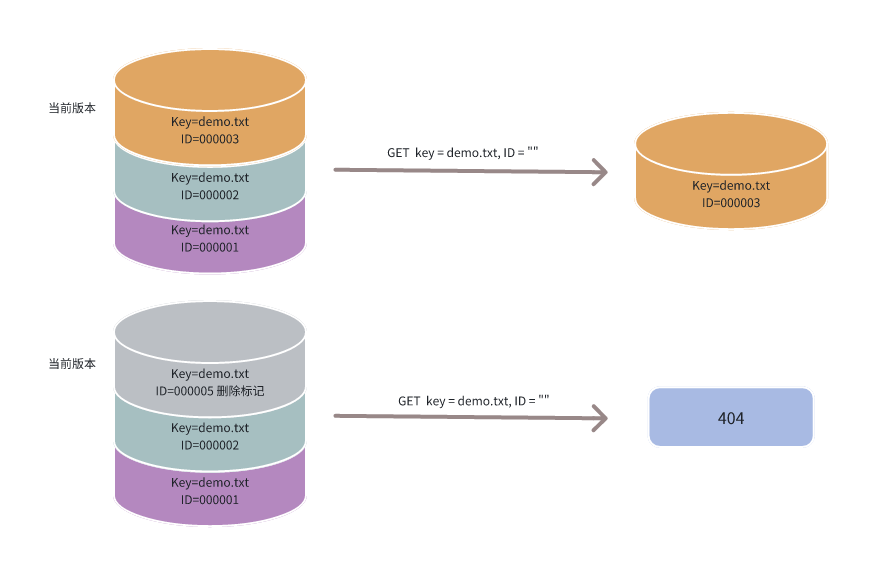 当前版本
Key=demo.txt
ID=000003
Key=demo.txt
ID=000002
Key=demo.txt
ID=000001
GET key = demo.txt, ID = ""
Key=demo.txt
ID=000003
当前版本
Key=demo.txt
ID=000005 删除标记
Key=demo.txt
ID=000002
Key=demo.txt
ID=000001
GET key = demo.txt, ID = ""
404